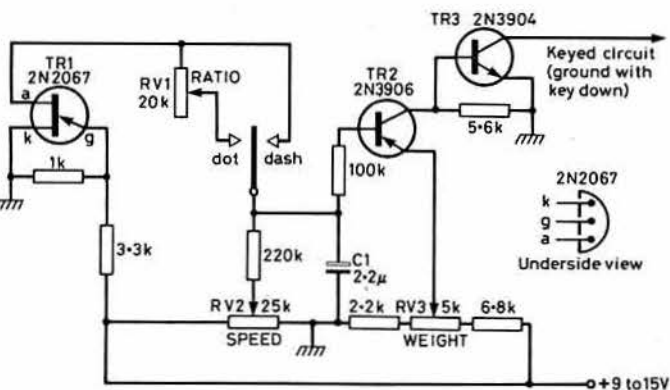 TR3 2N3904
TR1
2N2067
a
k
g
1k
3·3k
RV1
20k
RATIO
dot
dash
TR2
2N3906
Keyed circuit
(ground with
key down)
5·6k
100k
220k
C1
2·2µ
2N2067
k
g
a
Underside view
RV2
25k
SPEED
2·2k
RV3
5k
6·8k
WEIGHT
+9 to 15V